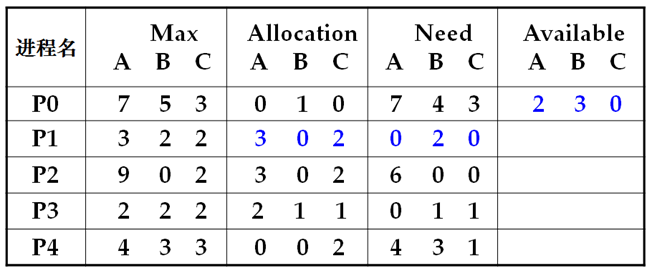 进程名 Max Allocation Need Available
A B C A B C A B C A B C
P0 7 5 3 0 1 0 7 4 3 2 3 0
P1 3 2 2 3 0 2 0 2 0
P2 9 0 2 3 0 2 6 0 0
P3 2 2 2 2 1 1 0 1 1
P4 4 3 3 0 0 2 4 3 1